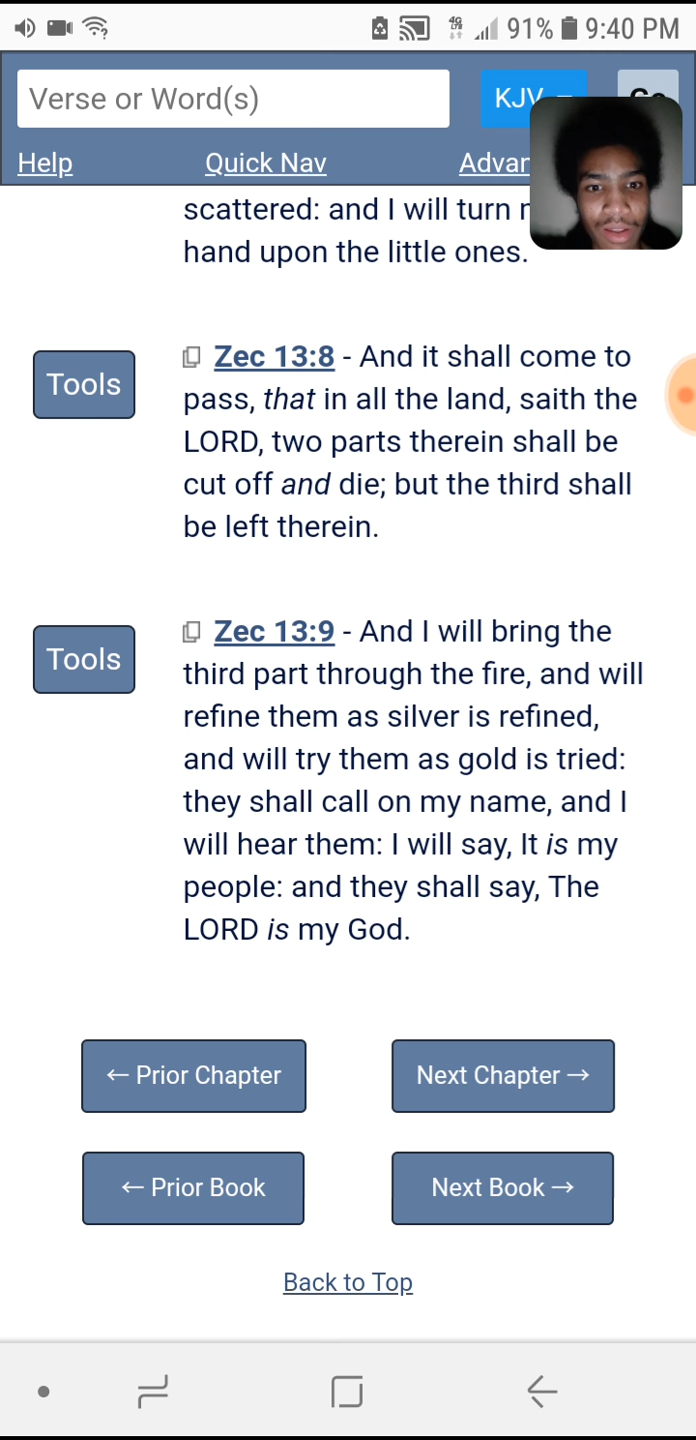 91% 9:40 PM
Verse or Word(s) KJV
Help Quick Nav
scattered: and I will turn
hand upon the little ones.
Tools
Zec 13:8 - And it shall come to
pass, that in all the land, saith the
LORD, two parts therein shall be
cut off and die; but the third shall
be left therein.
Tools
Zec 13:9 - And I will bring the
third part through the fire, and will
refine them as silver is refined,
and will try them as gold is tried:
they shall call on my name, and I
will hear them: I will say, It is my
people: and they shall say, The
LORD is my God.
← Prior Chapter Next Chapter →
← Prior Book Next Book →
Back to Top